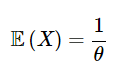 𝔼 (X) = 1/θ